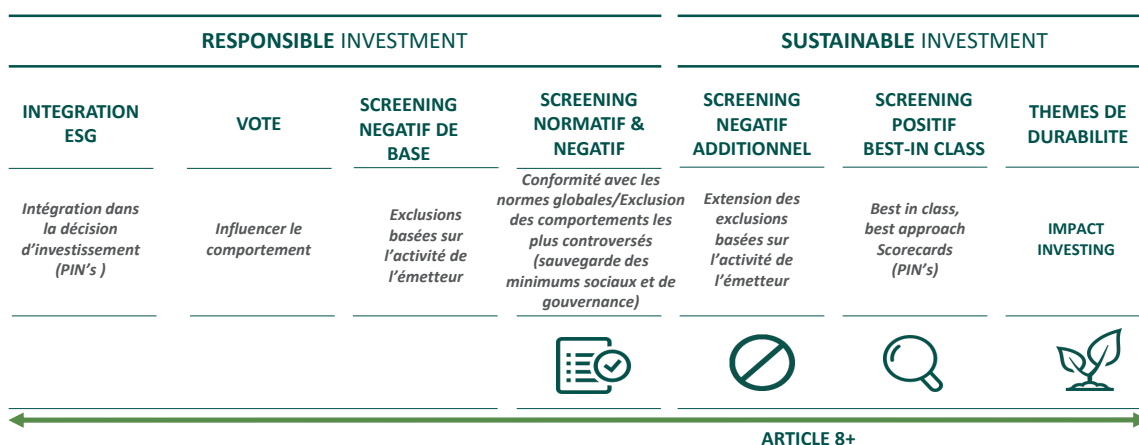 RESPONSIBLE INVESTMENT
SUSTAINABLE INVESTMENT
INTEGRATION
ESG
VOTE
SCREENING
NEGATIF DE
BASE
SCREENING
NORMATIF &
NEGATIF
SCREENING
NEGATIF
ADDITIONNEL
SCREENING
POSITIF
BEST-IN CLASS
THEMES DE
DURABILITE
Intégration dans
la décision
d'investissement
(PIN's )
Influencer le
comportement
Exclusions
basées sur
l'activité de
l'émetteur
Conformité avec les
normes globales/Exclusion
des comportements les
plus controversés
(sauvegarde des
minimums sociaux et de
gouvernance)
Extension des
exclusions
basées sur
l'activité de
l'émetteur
Best in class,
best approach
Scorecards
(PIN's)
IMPACT
INVESTING
ARTICLE 8+